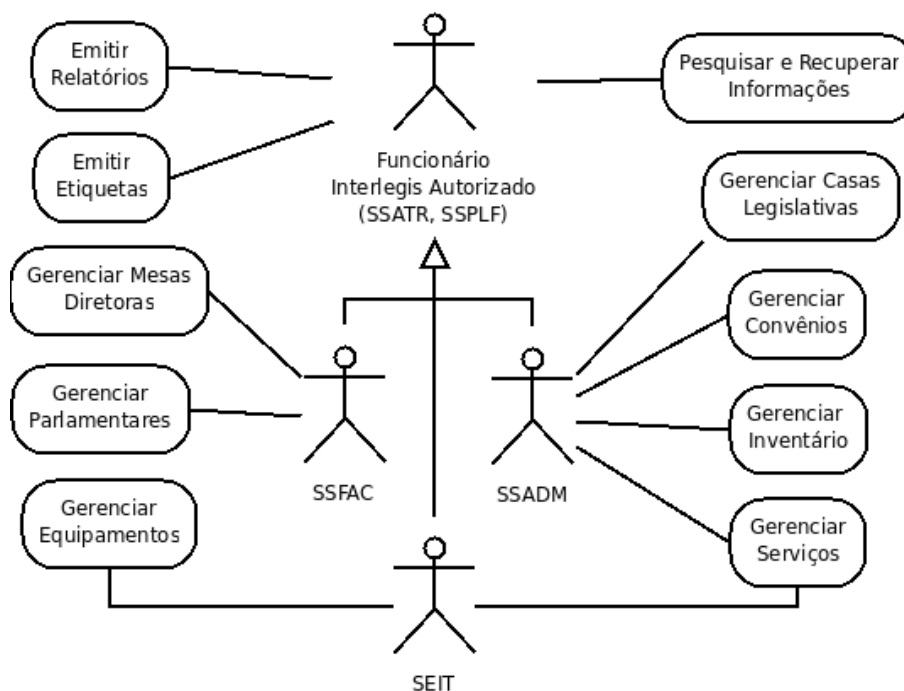 Emitir
Relatórios
Pesquisar e Recuperar
Informações
Emitir
Etiquetas
Funcionário
Interlegis Autorizado
(SSATR, SSPLF)
Gerenciar Casas
Legislativas
Gerenciar Mesas
Diretoras
Gerenciar
Convênios
Gerenciar
Parlamentares
Gerenciar
Inventário
SSFAC
SSADM
Gerenciar
Equipamentos
Gerenciar
Serviços
SEIT